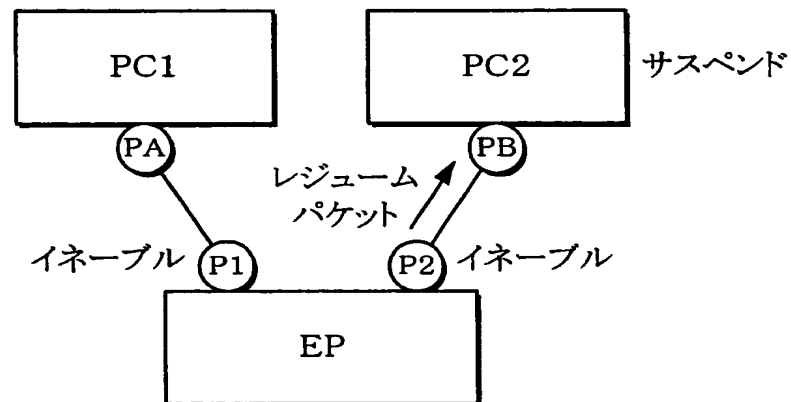 PC1
PC2
サスペンド
PA
PB
レジューム
パケット
イネーブル
P1
P2
イネーブル
EP